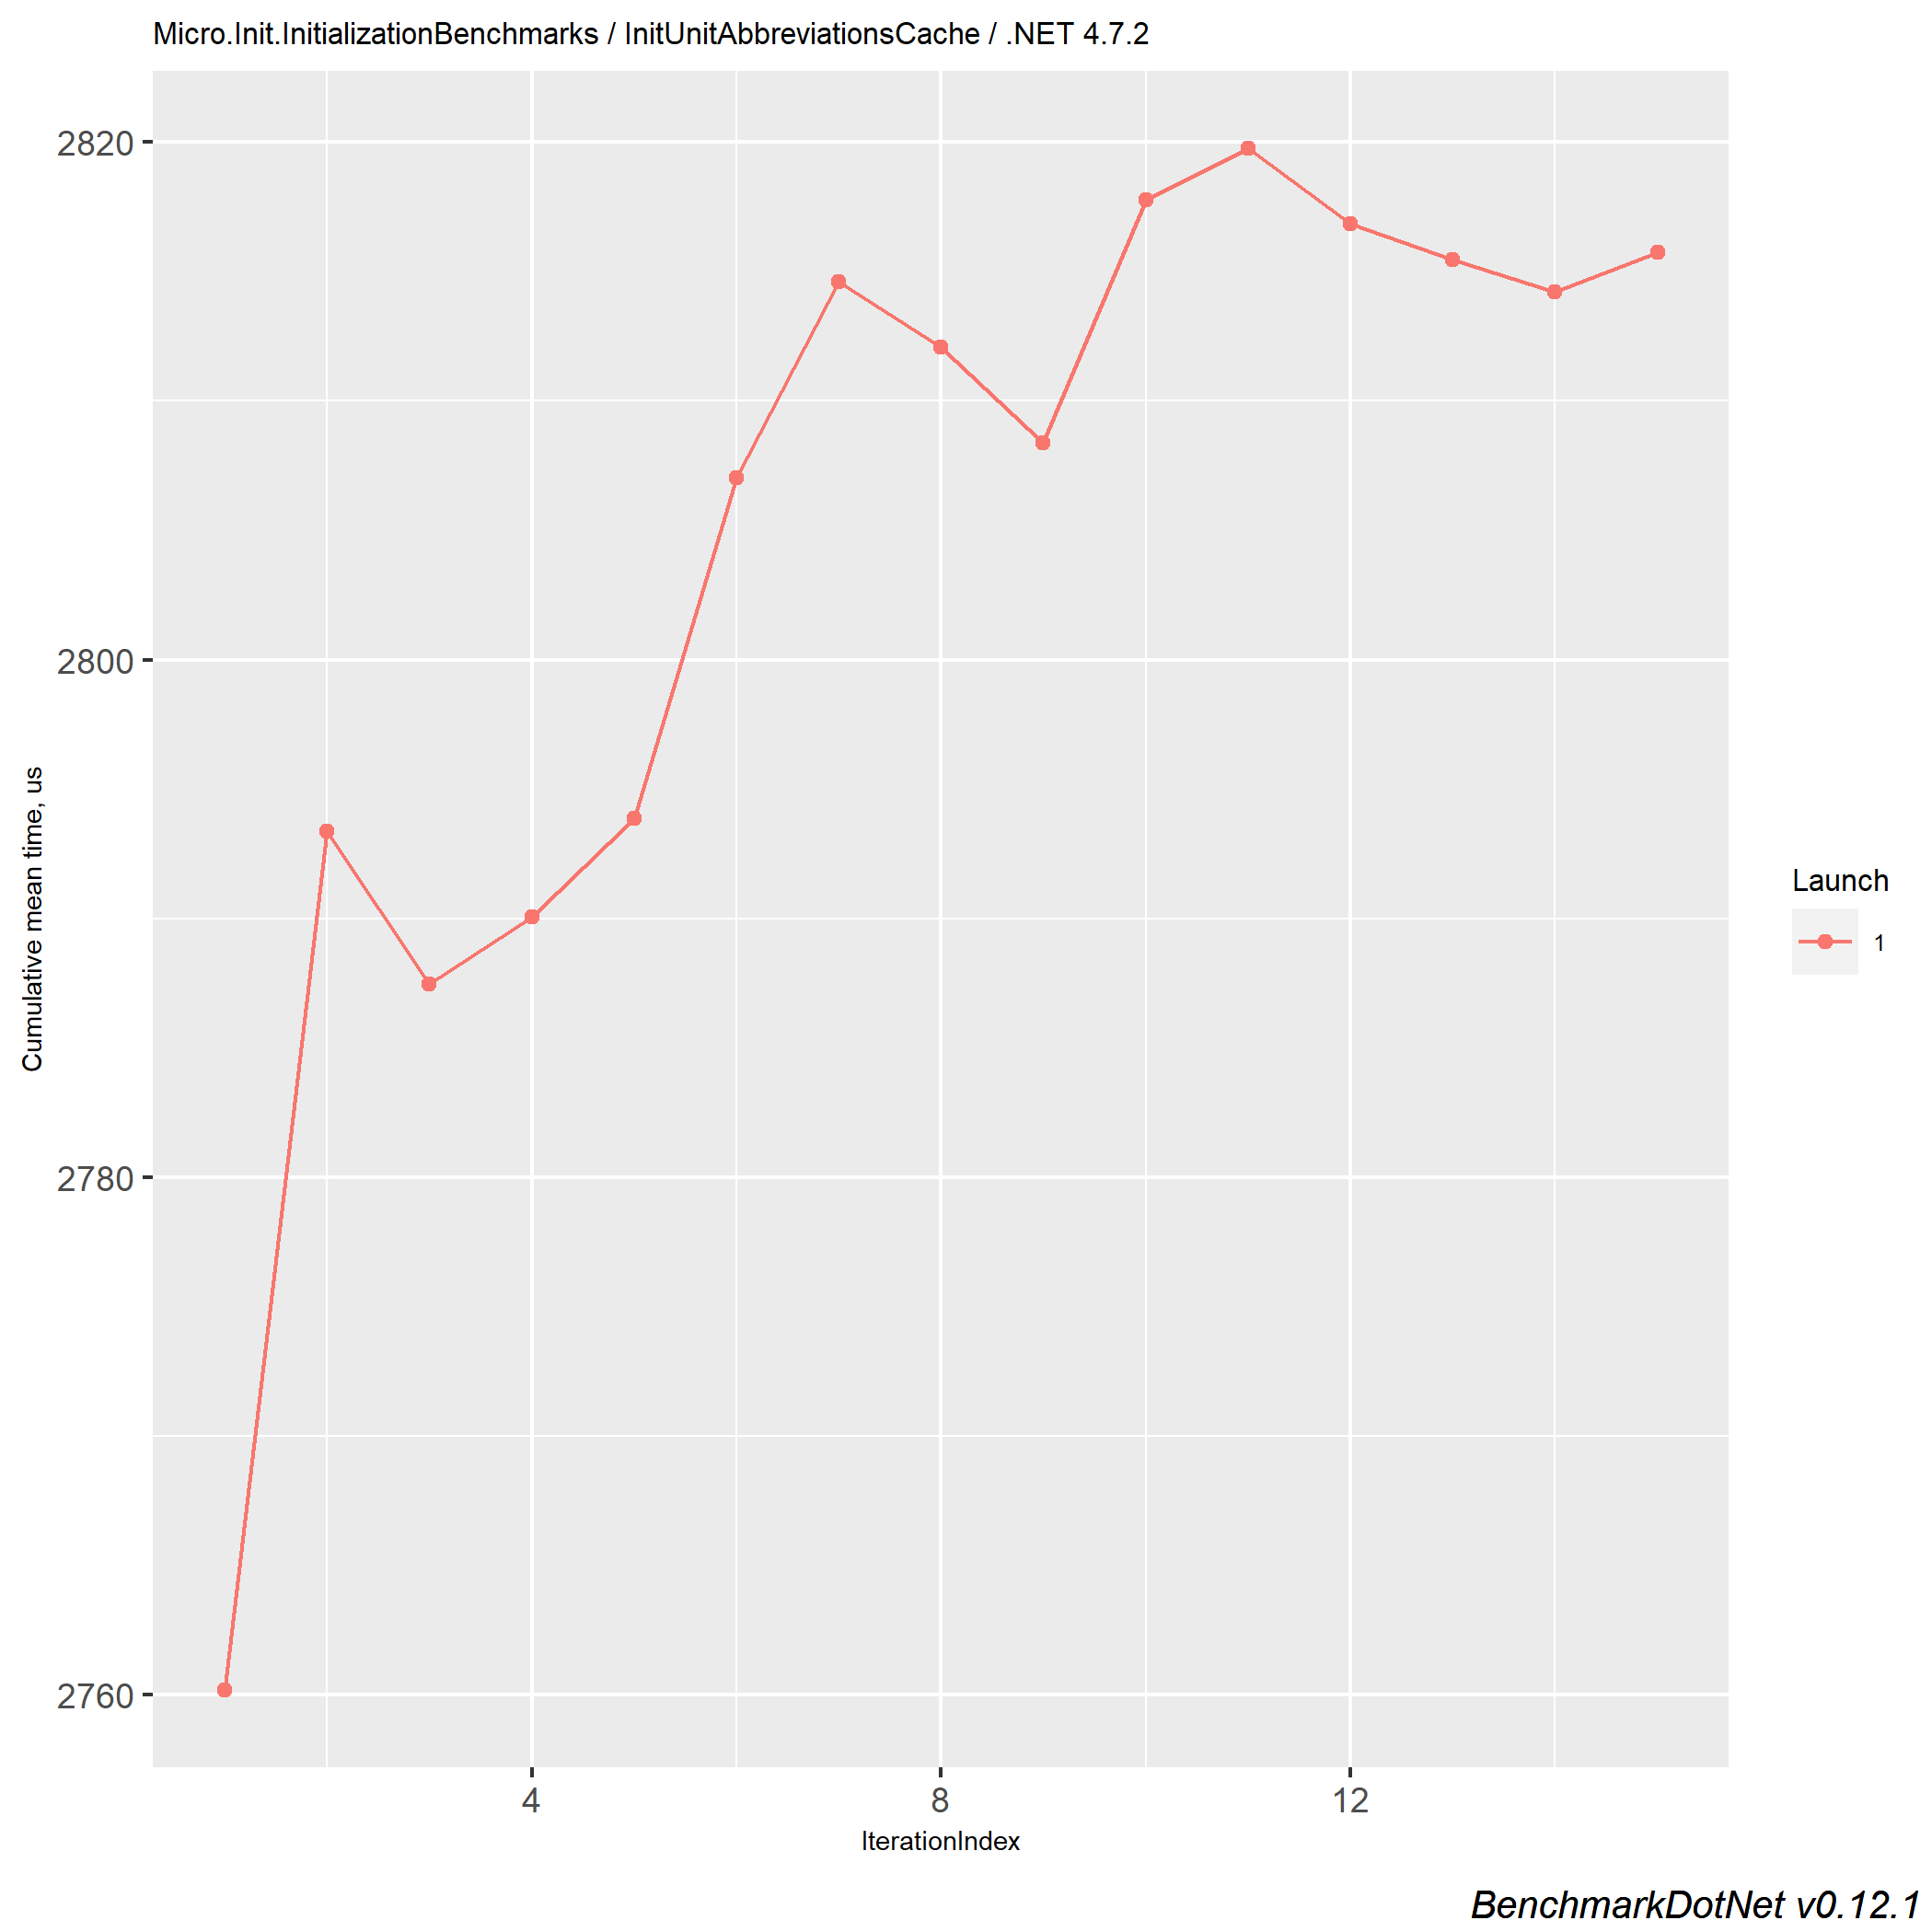 Micro.Init.InitializationBenchmarks / InitUnitAbbreviationsCache / .NET 4.7.2
2820
2800
2780
2760
Cumulative mean time, us
4 8 12
IterationIndex
Launch
1
BenchmarkDotNet v0.12.1